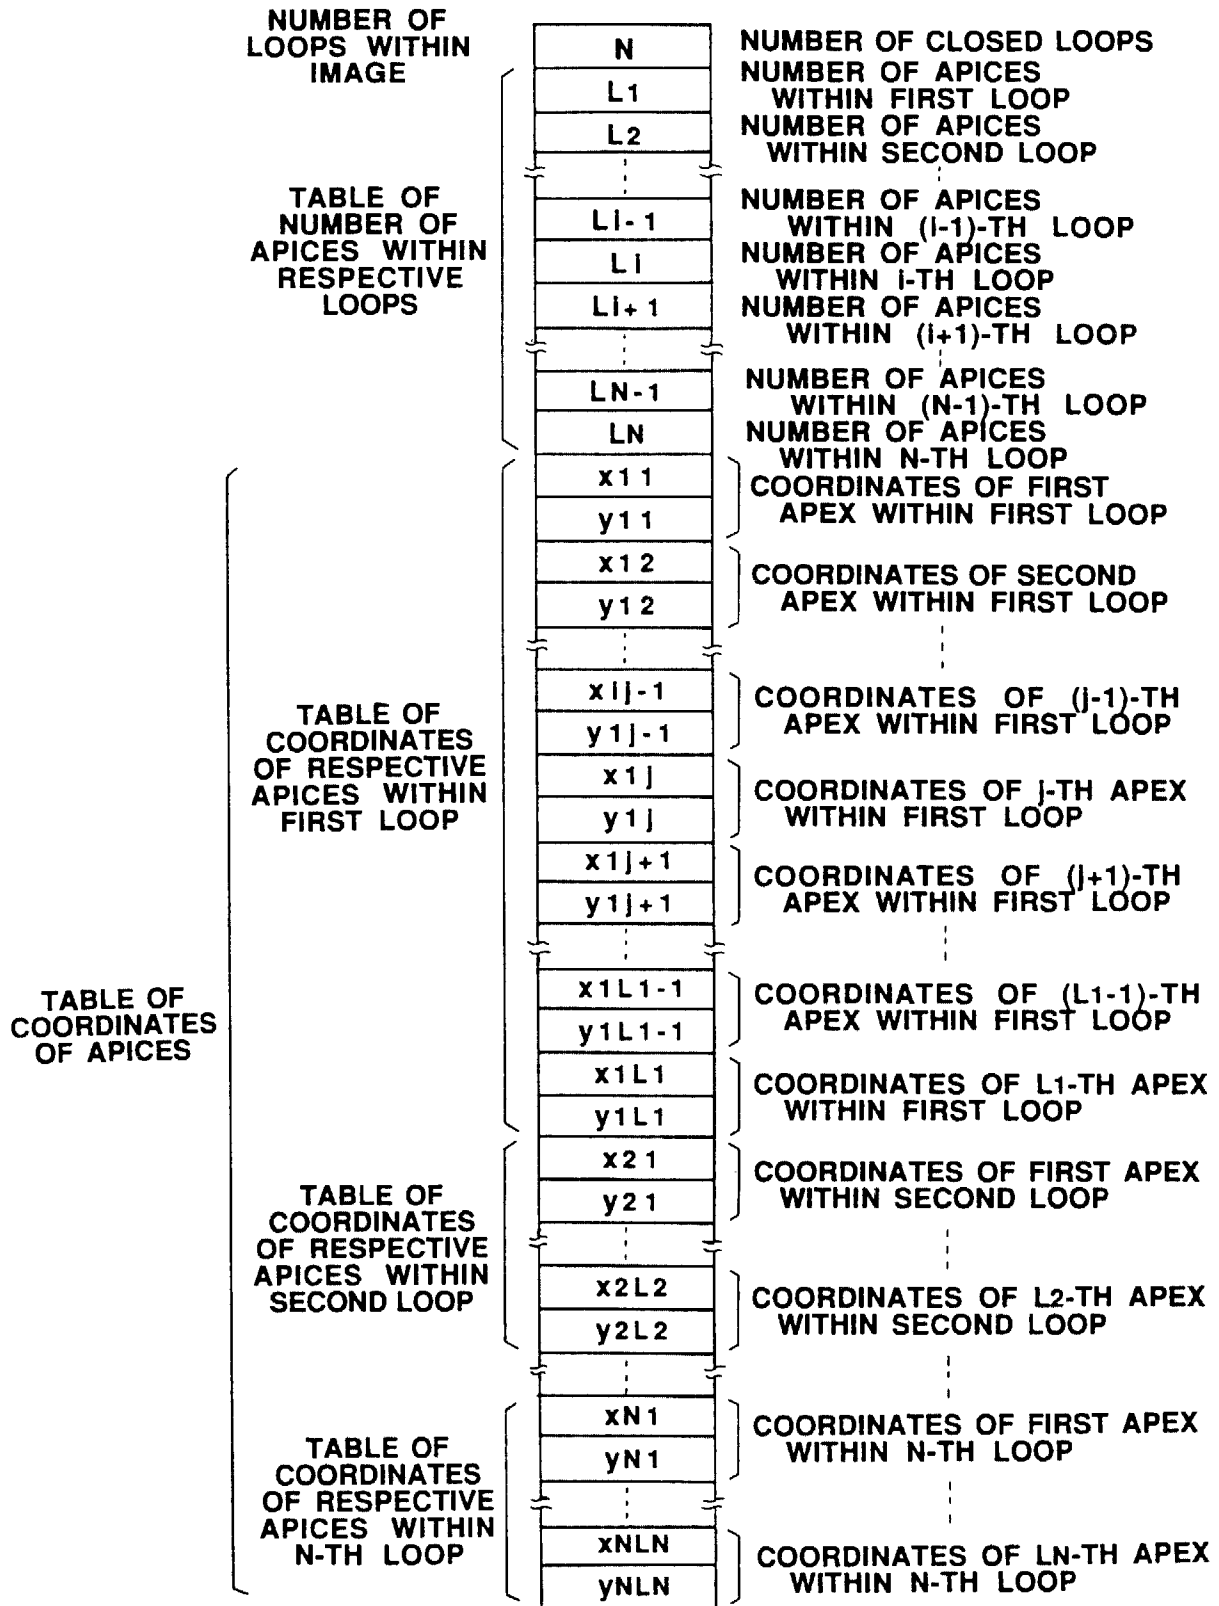 NUMBER OF
LOOPS WITHIN
IMAGE
N
NUMBER OF CLOSED LOOPS
TABLE OF
NUMBER OF
APICES WITHIN
RESPECTIVE
LOOPS
L1
NUMBER OF APICES
WITHIN FIRST LOOP
L2
NUMBER OF APICES
WITHIN SECOND LOOP
Li-1
NUMBER OF APICES
WITHIN (i-1)-TH LOOP
Li
NUMBER OF APICES
WITHIN i-TH LOOP
Li+1
NUMBER OF APICES
WITHIN (i+1)-TH LOOP
LN-1
NUMBER OF APICES
WITHIN (N-1)-TH LOOP
LN
NUMBER OF APICES
WITHIN N-TH LOOP
TABLE OF
COORDINATES
OF APICES
TABLE OF
COORDINATES
OF RESPECTIVE
APICES WITHIN
FIRST LOOP
x11
y11
COORDINATES OF FIRST
APEX WITHIN FIRST LOOP
x12
y12
COORDINATES OF SECOND
APEX WITHIN FIRST LOOP
xij-1
y1j-1
COORDINATES OF (j-1)-TH
APEX WITHIN FIRST LOOP
x1j
y1j
COORDINATES OF j-TH APEX
WITHIN FIRST LOOP
x1j+1
y1j+1
COORDINATES OF (j+1)-TH
APEX WITHIN FIRST LOOP
x1L1-1
y1L1-1
COORDINATES OF (L1-1)-TH
APEX WITHIN FIRST LOOP
x1L1
y1L1
COORDINATES OF L1-TH APEX
WITHIN FIRST LOOP
TABLE OF
COORDINATES
OF RESPECTIVE
APICES WITHIN
SECOND LOOP
x21
y21
COORDINATES OF FIRST APEX
WITHIN SECOND LOOP
x2L2
y2L2
COORDINATES OF L2-TH APEX
WITHIN SECOND LOOP
TABLE OF
COORDINATES
OF RESPECTIVE
APICES WITHIN
N-TH LOOP
xN1
yN1
COORDINATES OF FIRST APEX
WITHIN N-TH LOOP
xNLN
yNLN
COORDINATES OF LN-TH APEX
WITHIN N-TH LOOP